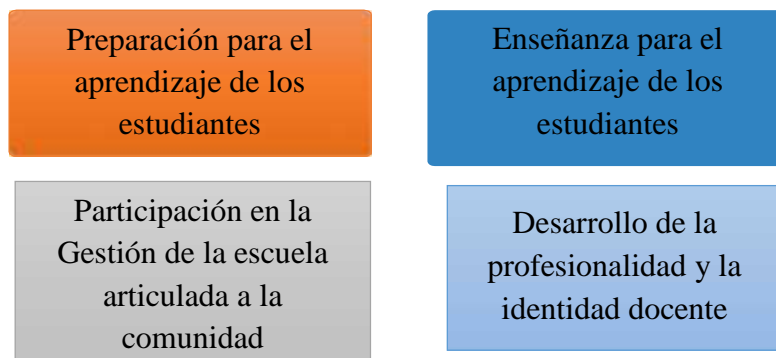 Preparación para el
aprendizaje de los
estudiantes
Enseñanza para el
aprendizaje de los
estudiantes
Participación en la
Gestión de la escuela
articulada a la
comunidad
Desarrollo de la
profesionalidad y la
identidad docente